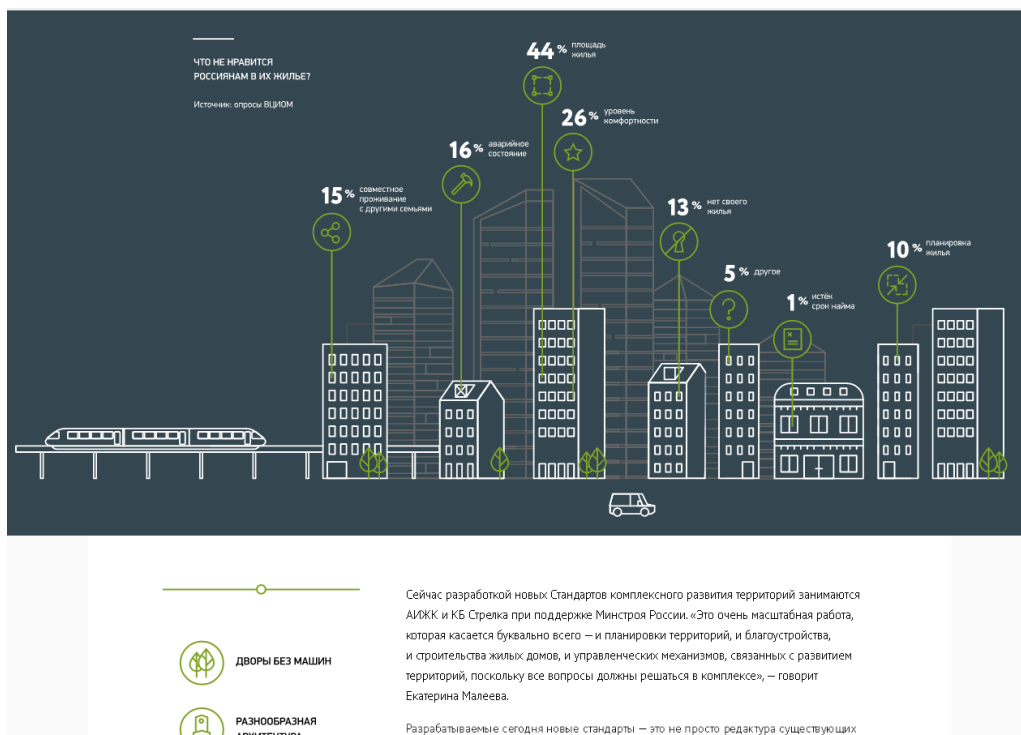 ЧТО НЕ НРАВИТСЯ
РОССИЯНАМ В ИХ ЖИЛЬЕ?
Источник: опросы ВЦИОМ
44% площадь
жилья
26% уровень
комфортности
16% аварийное
состояние
15% совместное
проживание
с другими семьями
13% нет своего
жилья
10% планировка
жилья
5% другое
1% истёк
срок найма
Сейчас разработкой новых Стандартов комплексного развития территорий занимаются
АИЖК и КБ Стрелка при поддержке Минстроя России. «Это очень масштабная работа,
которая касается буквально всего — и планировки территорий, и благоустройства,
и строительства жилых домов, и управленческих механизмов, связанных с развитием
территорий, поскольку все вопросы должны решаться в комплексе», — говорит
Екатерина Малеева.
Разрабатываемые сегодня новые стандарты — это не просто редактура существующих
ДВОРЫ БЕЗ МАШИН
РАЗНООБРАЗНАЯ
АРХИТЕКТУРА